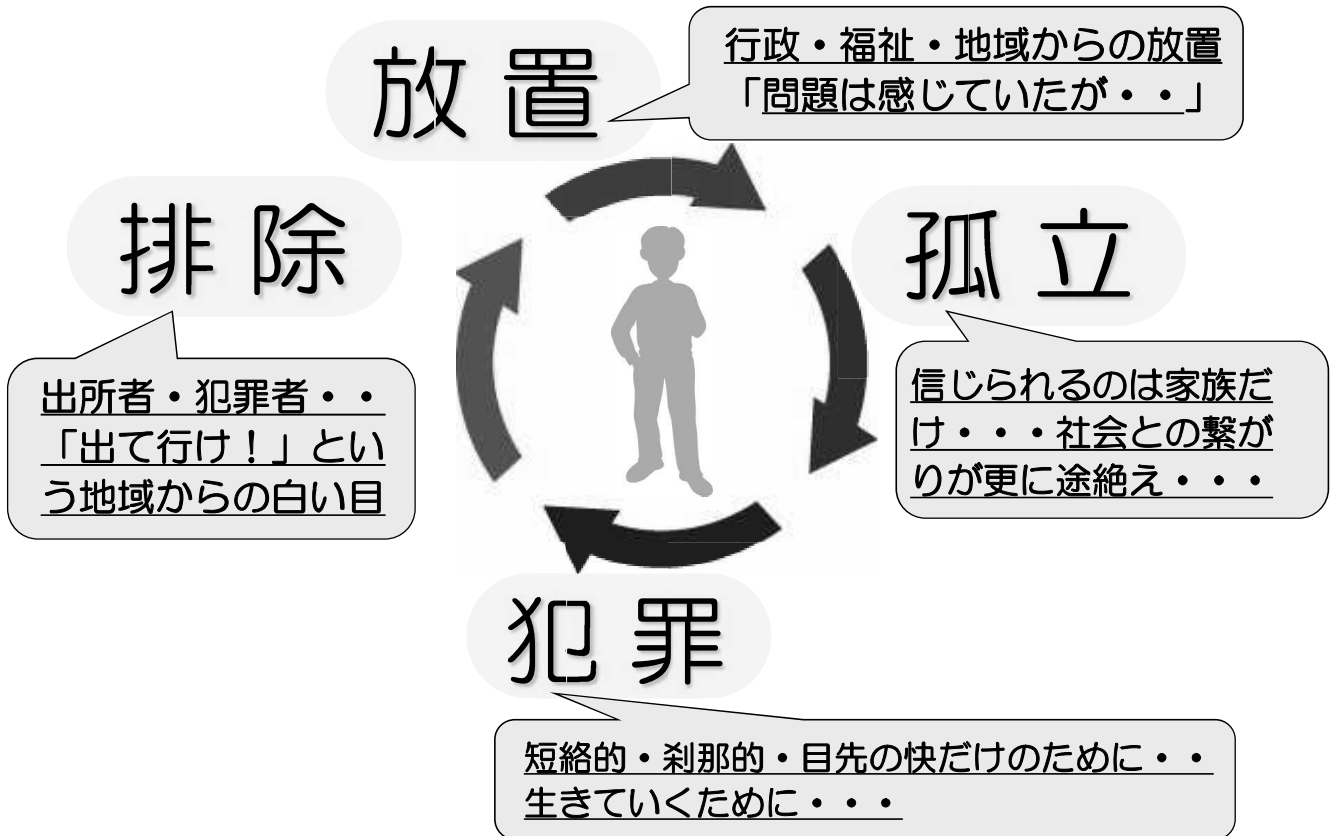 放置
行政・福祉・地域からの放置
「問題は感じていたが・・」
排除
出所者・犯罪者・・
「出て行け！」とい
う地域からの白い目
孤立
信じられるのは家族だ
け・・・社会との繋が
りが更に途絶え・・・
犯罪
短絡的・刹那的・目先の快だけのために・・
生きていくために・・・